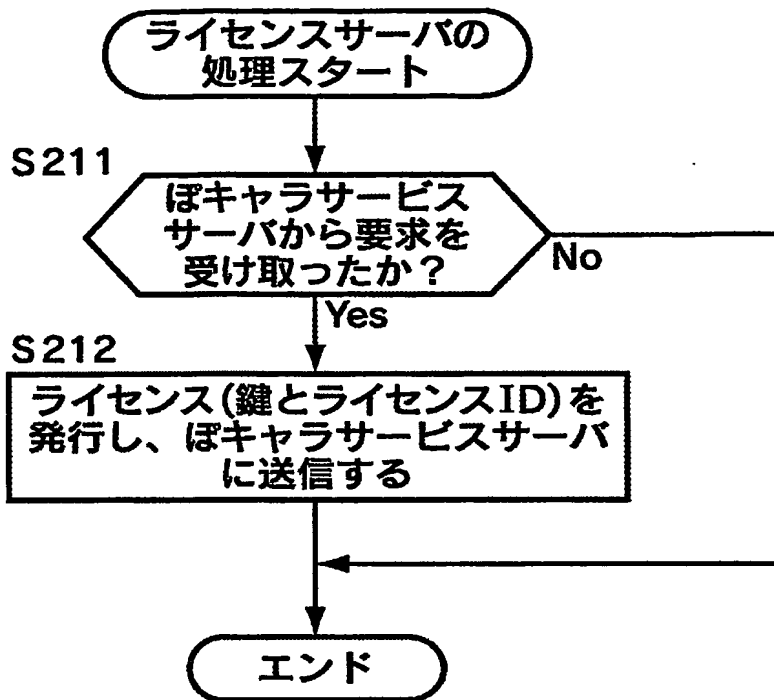 ライセンスサーバの
処理スタート
S211
ぽキャラサービス
サーバから要求を
受け取ったか？
No
Yes
S212
ライセンス(鍵とライセンスID)を
発行し、ぽキャラサービスサーバ
に送信する
エンド